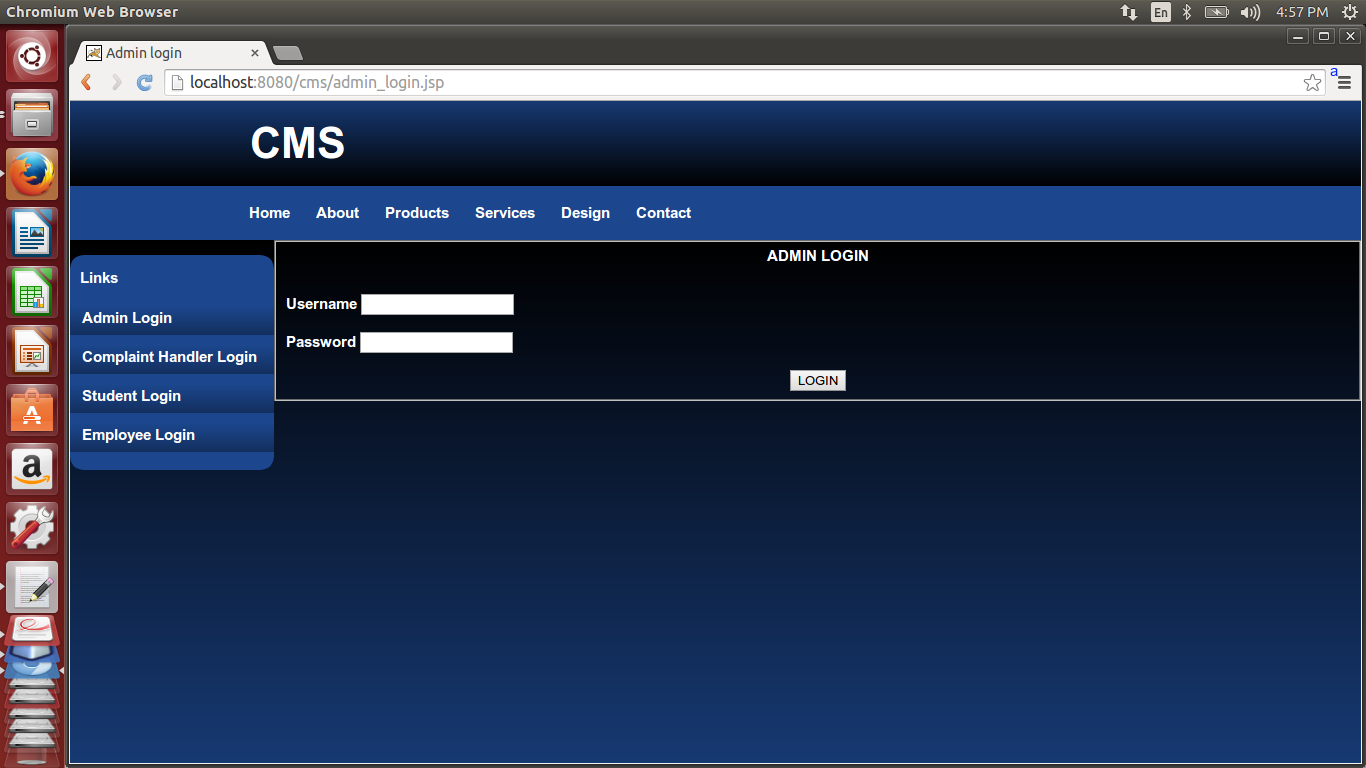 Chromium Web Browser
En
4:57 PM
Admin login
localhost:8080/cms/admin_login.jsp
a
CMS
Home About Products Services Design Contact
ADMIN LOGIN
Links
Username
Admin Login
Password
Complaint Handler Login
LOGIN
Student Login
Employee Login